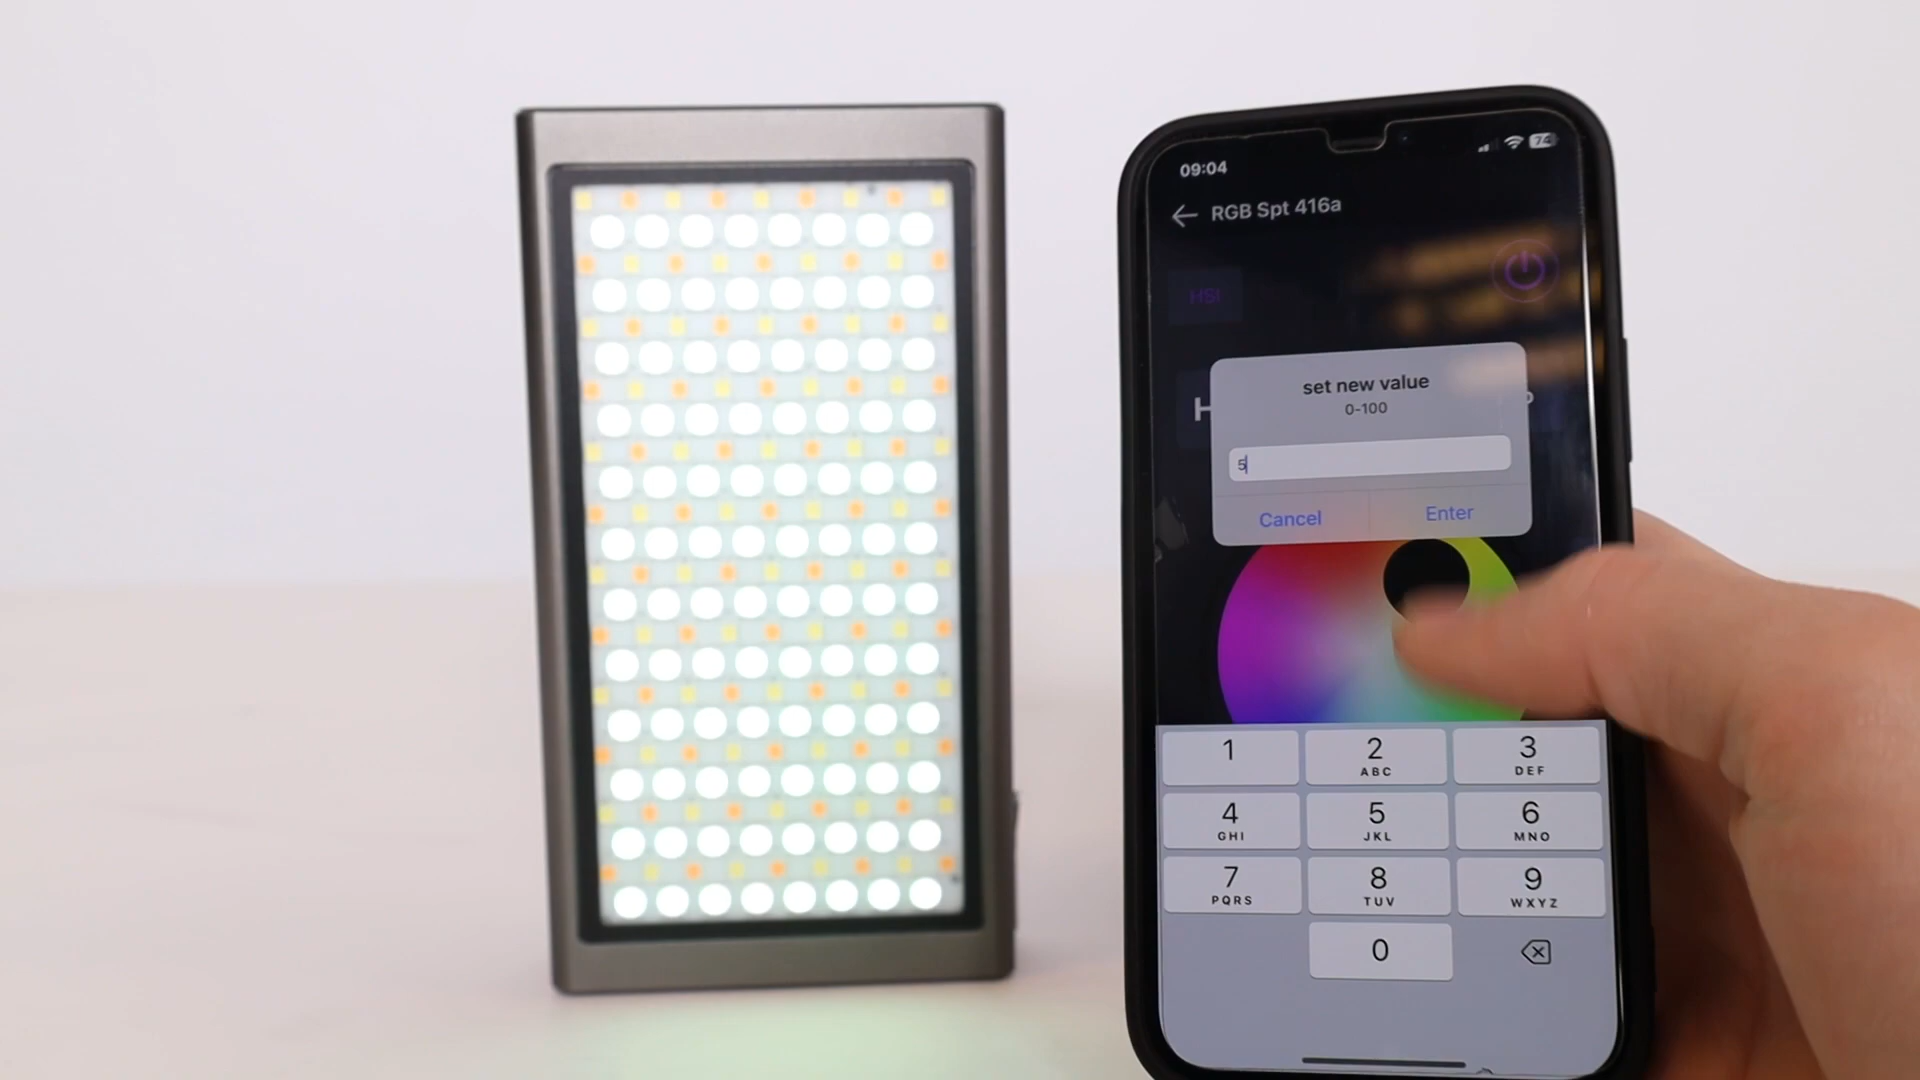 09:04
74
RGB Spt 416a
HSI
H
set new value
0-100
5
Cancel
Enter
1
2
ABC
3
DEF
4
GHI
5
JKL
6
MNO
7
PQRS
8
TUV
9
WXYZ
0